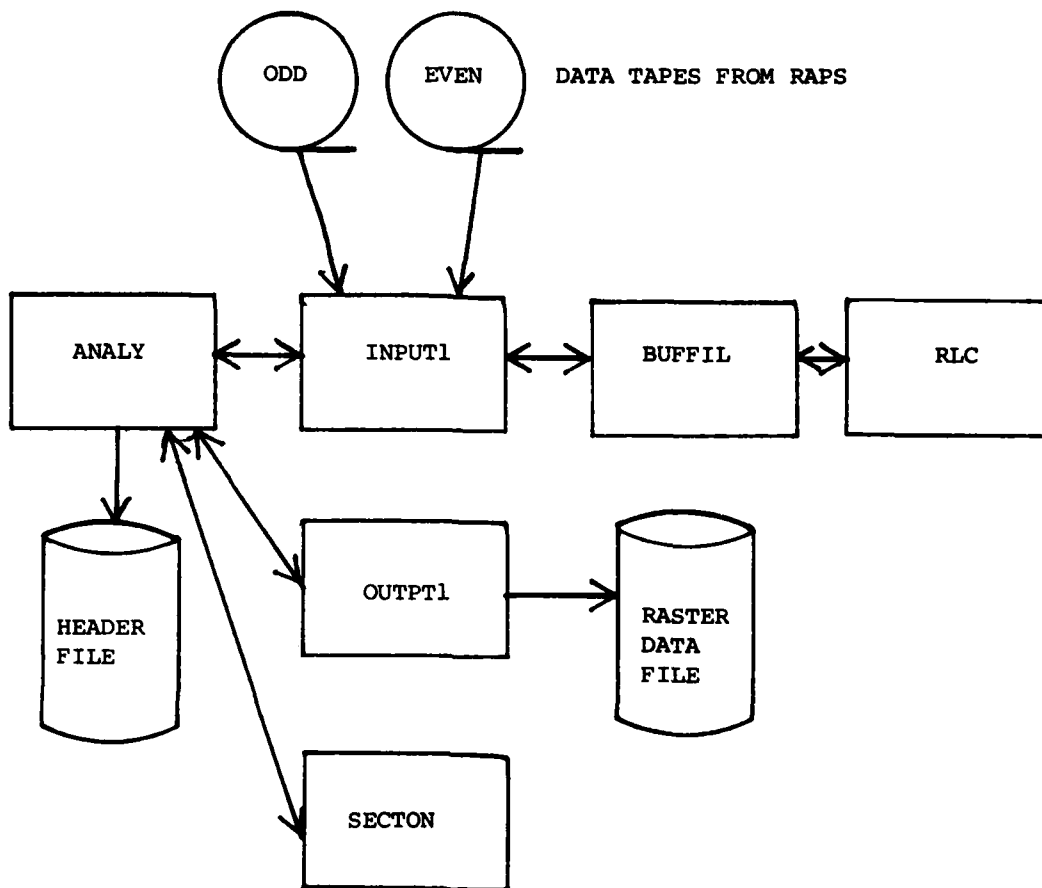 ODD
EVEN
DATA TAPES FROM RAPS
ANALY
INPUT1
BUFFIL
RLC
HEADER
FILE
OUTPT1
RASTER
DATA
FILE
SECTON